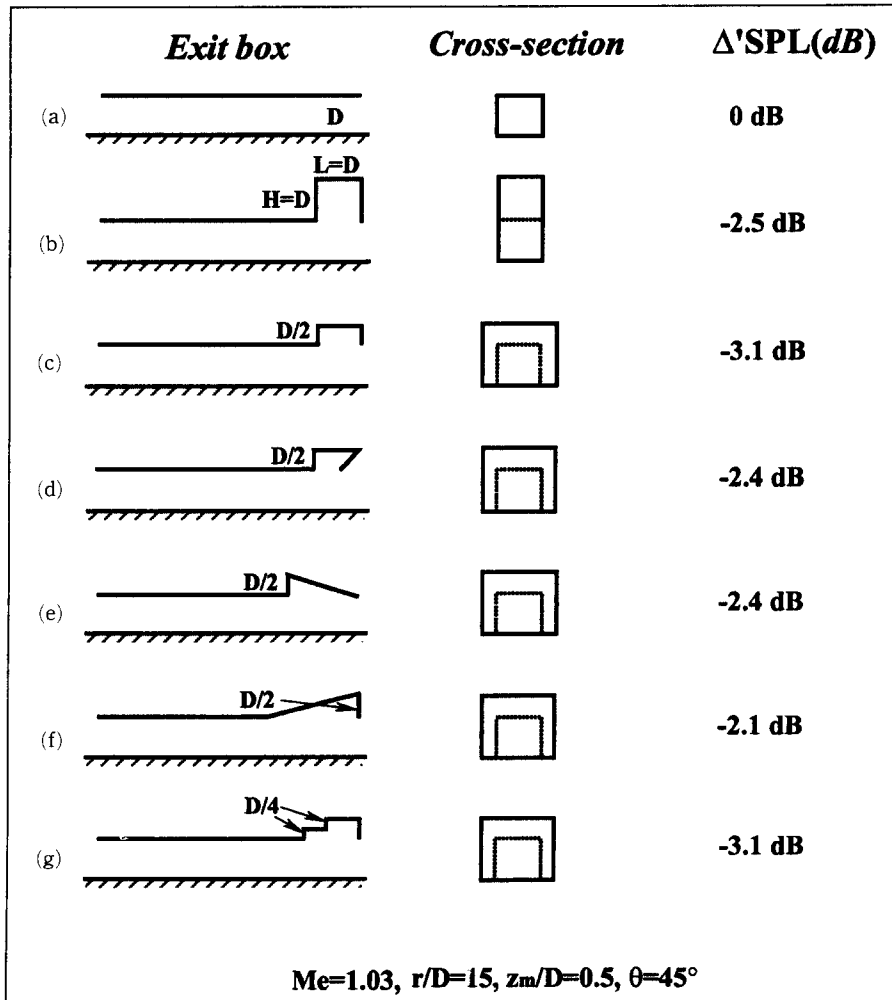 Exit box Cross-section Δ'SPL(dB)
(a) D 0 dB
L=D
H=D
(b) -2.5 dB
D/2
(c) -3.1 dB
D/2
(d) -2.4 dB
D/2
(e) -2.4 dB
D/2
(f) -2.1 dB
D/4
(g) -3.1 dB
Me=1.03, r/D=15, zm/D=0.5, θ=45°